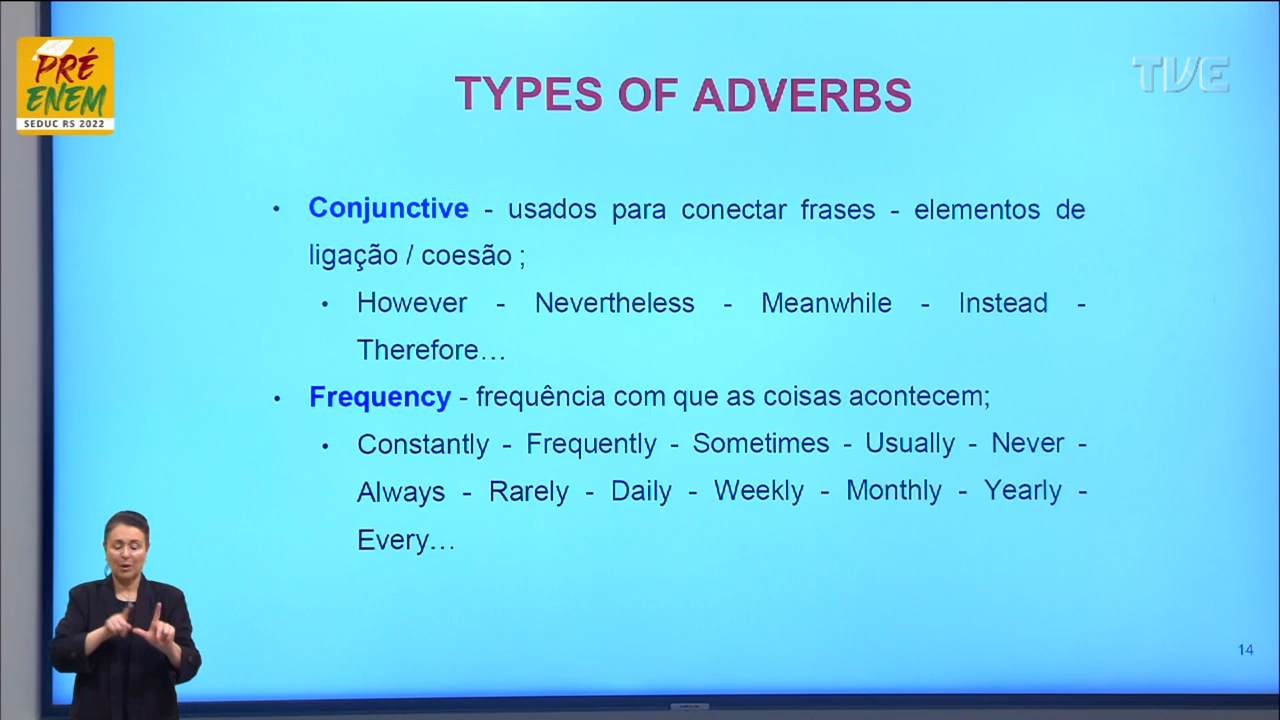 PRÉ
ENEM
SEDUC RS 2022
TVE
TYPES OF ADVERBS
• Conjunctive - usados para conectar frases - elementos de
ligação / coesão ;
• However - Nevertheless - Meanwhile - Instead -
Therefore…
• Frequency - frequência com que as coisas acontecem;
• Constantly - Frequently - Sometimes - Usually - Never -
Always - Rarely - Daily - Weekly - Monthly - Yearly -
Every…
14